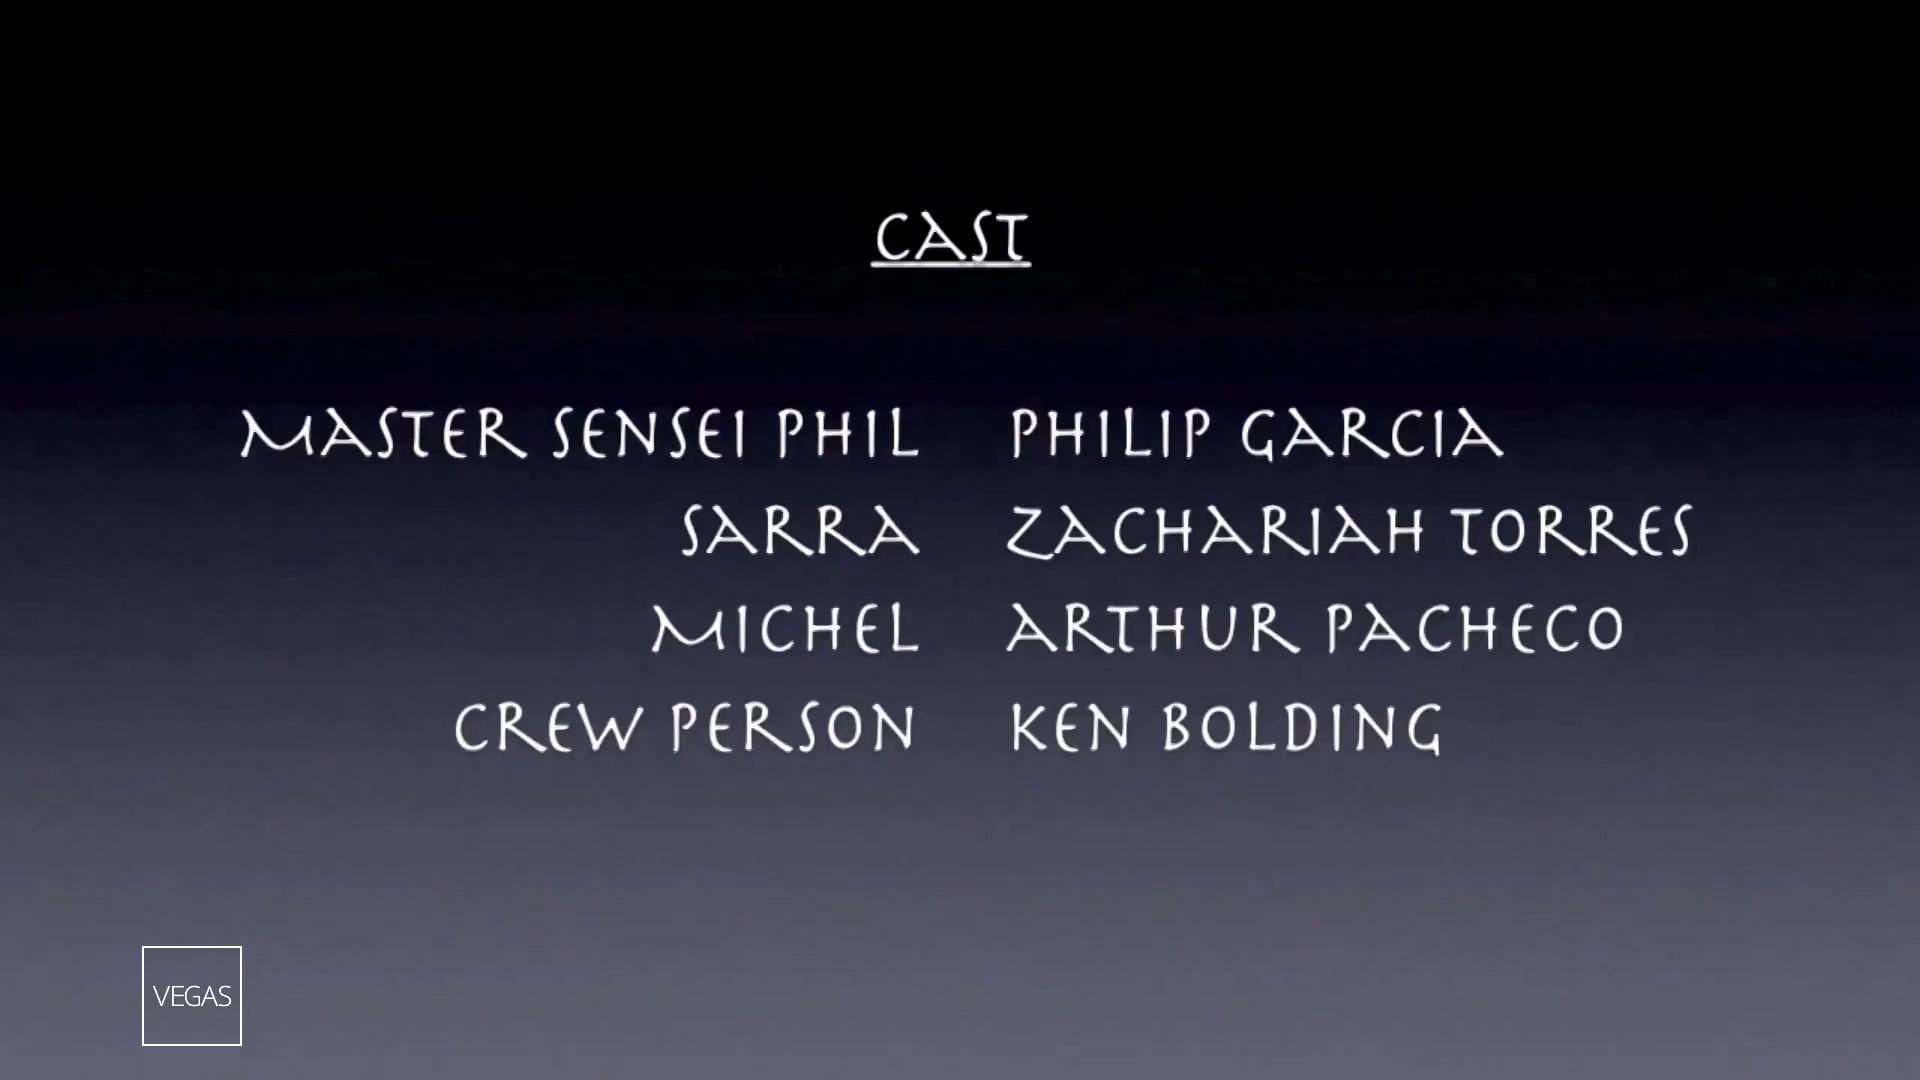 CAST
MASTER SENSEI PHIL PHILIP GARCIA
SARRA ZACHARIAH TORRES
MICHEL ARTHUR PACHECO
CREW PERSON KEN BOLDING
VEGAS